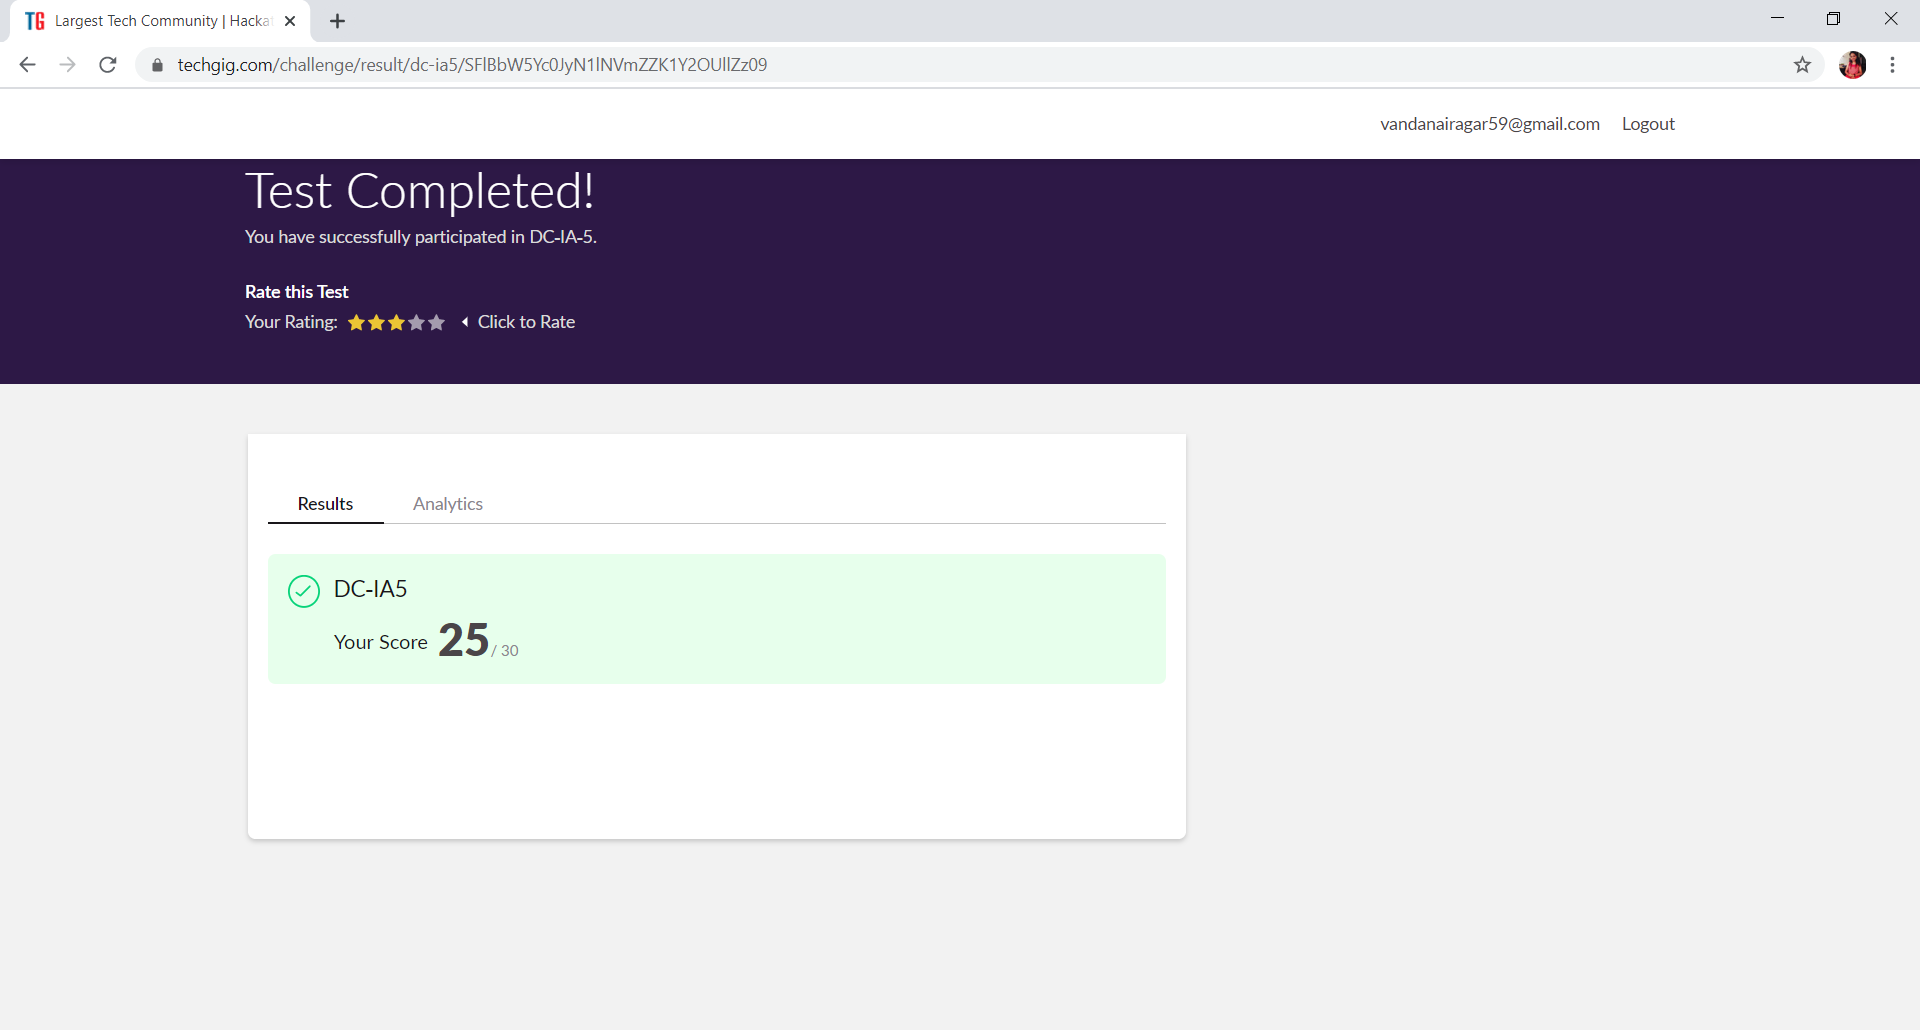 TG Largest Tech Community | Hacka
techgig.com/challenge/result/dc-ia5/
vandanairagar59@gmail.com Logout
Test Completed!
You have successfully participated in DC-IA-5.
Rate this Test
Your Rating: Click to Rate
Results Analytics
DC-IA5
Your Score 25 / 30